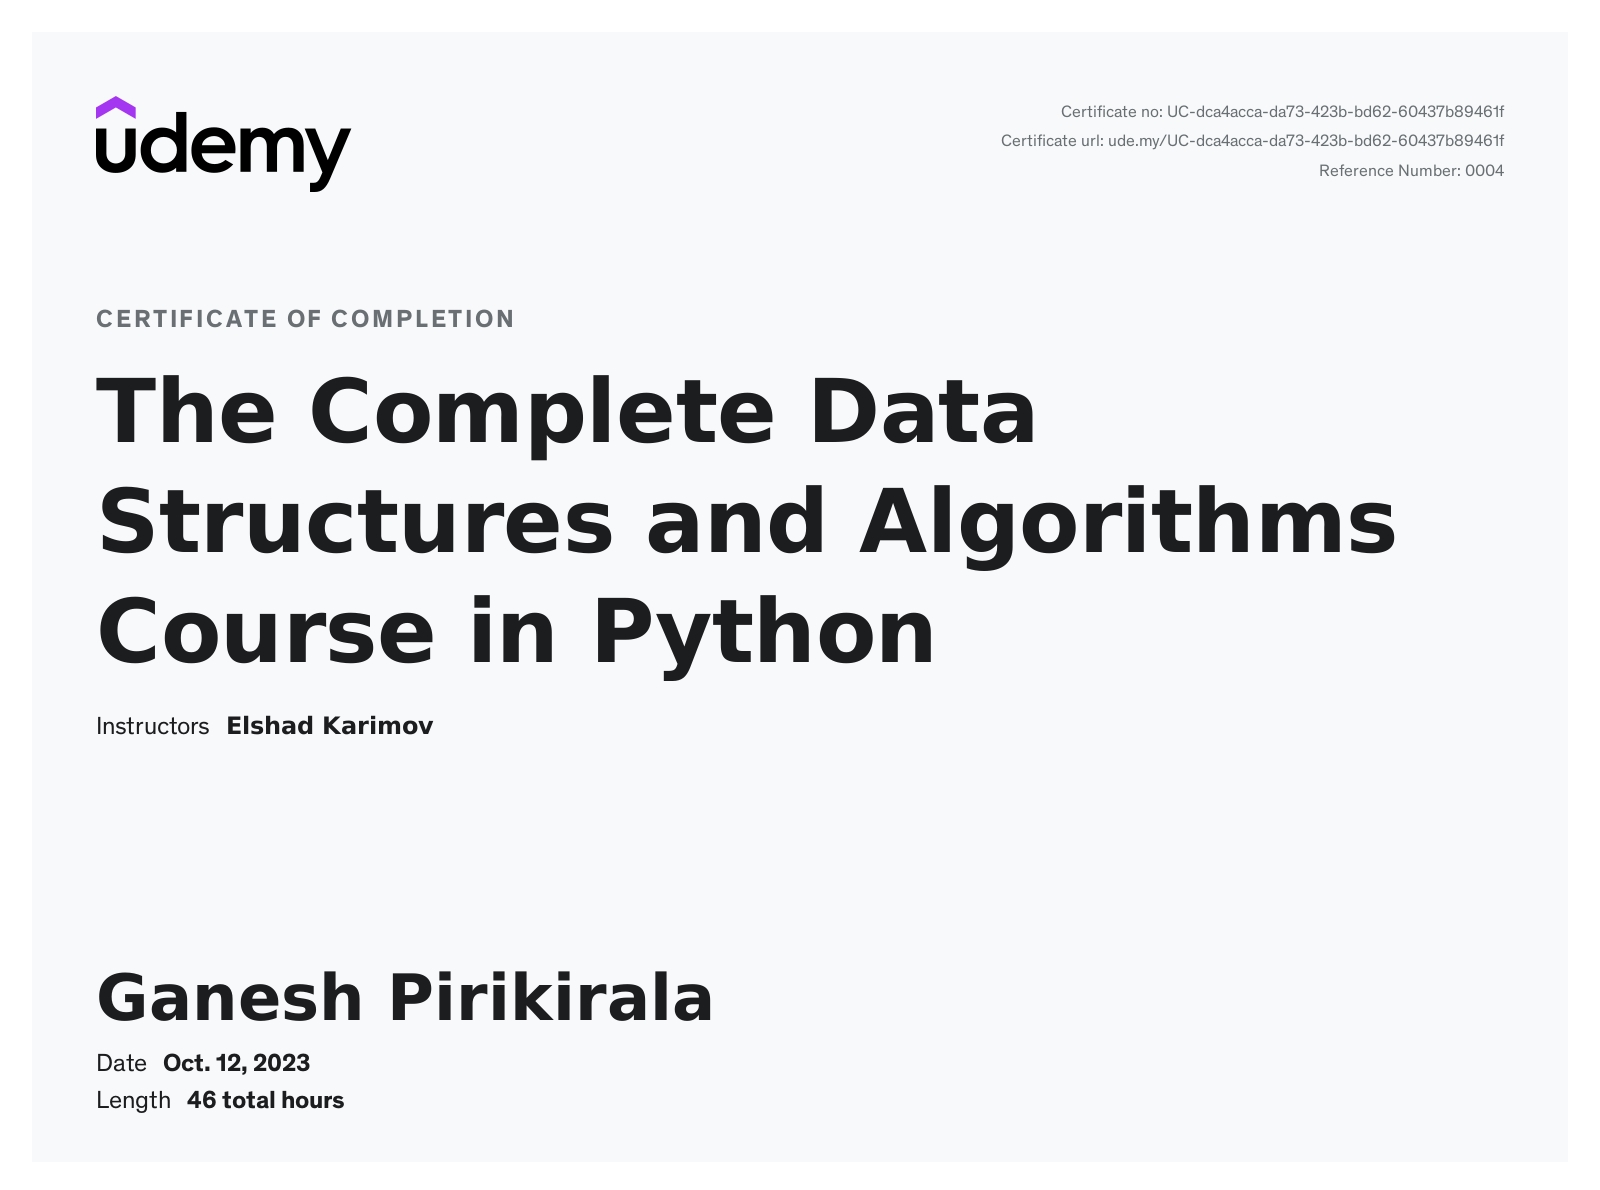 udemy
Certificate no: UC-dca4acca-da73-423b-bd62-60437b89461f
Certificate url: ude.my/UC-dca4acca-da73-423b-bd62-60437b89461f
Reference Number: 0004
CERTIFICATE OF COMPLETION
The Complete Data
Structures and Algorithms
Course in Python
Instructors Elshad Karimov
Ganesh Pirikirala
Date Oct. 12, 2023
Length 46 total hours